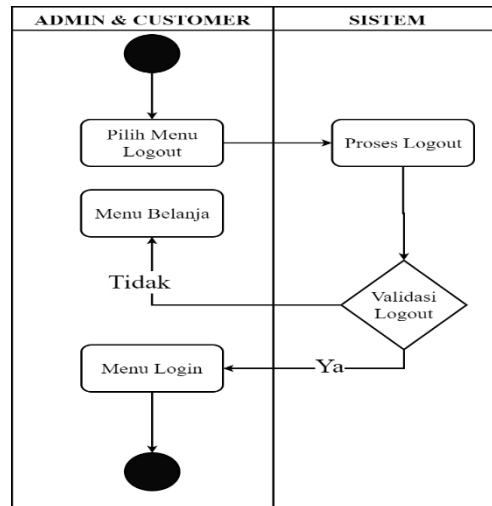 ADMIN & CUSTOMER
SISTEM
Pilih Menu
Logout
Proses Logout
Menu Belanja
Tidak
Validasi
Logout
Menu Login
Ya